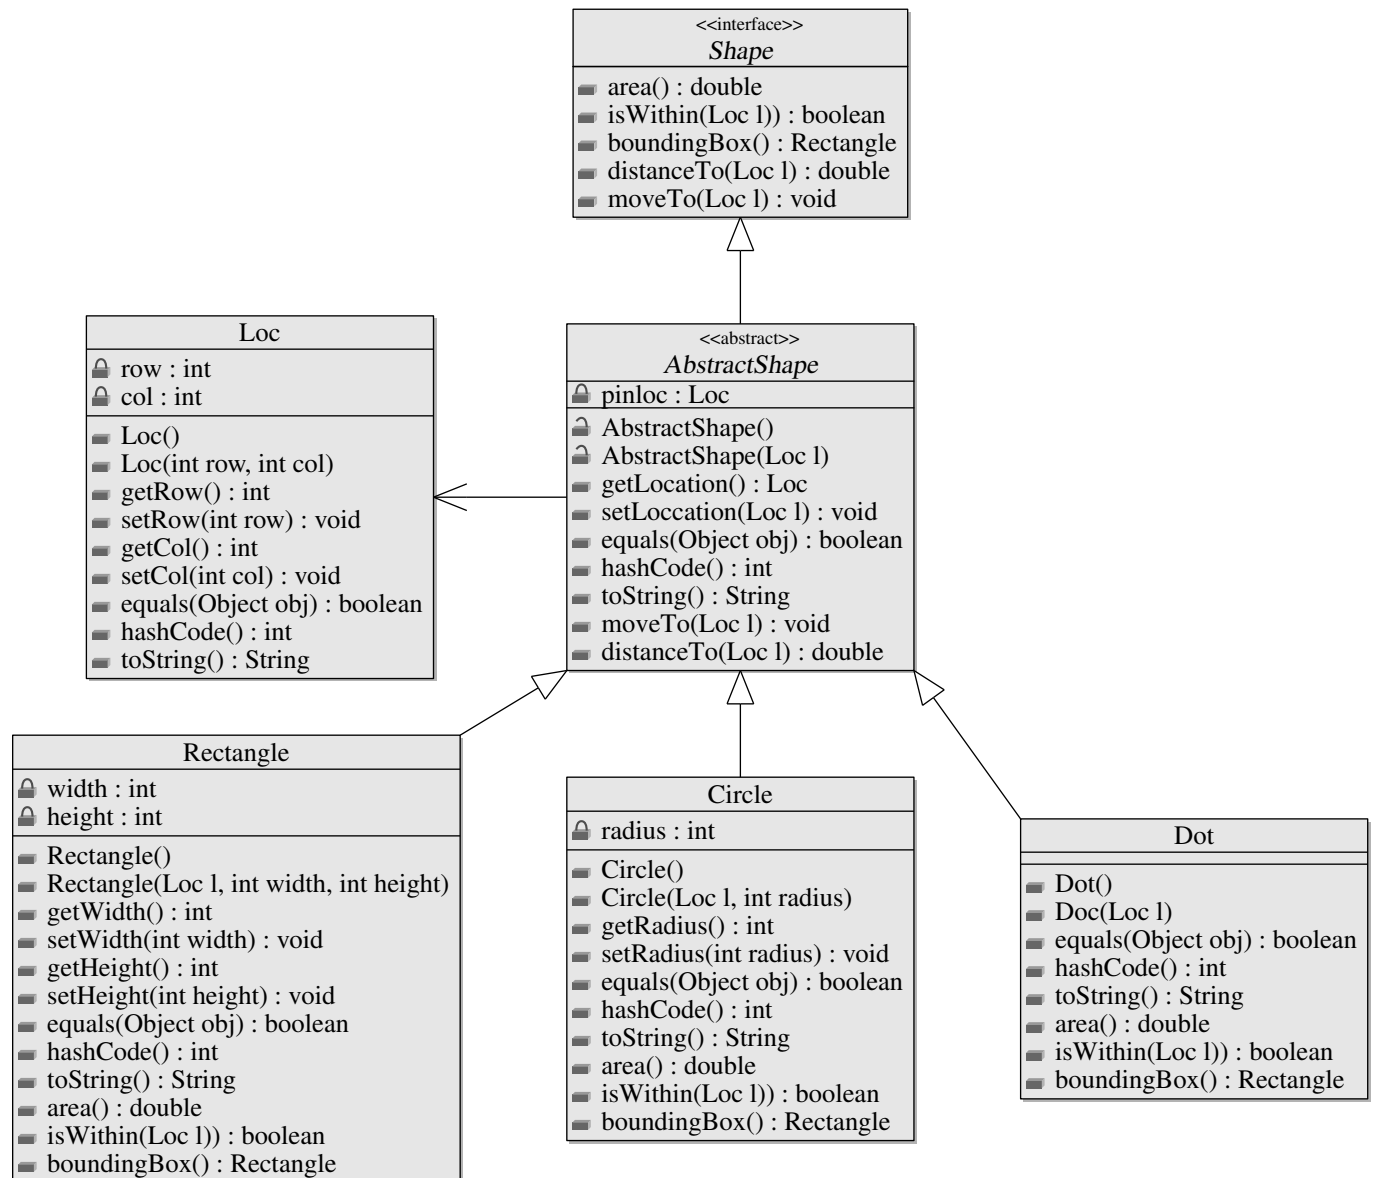 <<interface>>
Shape
area() : double
isWithin(Loc l)) : boolean
boundingBox() : Rectangle
distanceTo(Loc l) : double
moveTo(Loc l) : void
Loc
row : int
col : int
Loc()
Loc(int row, int col)
getRow() : int
setRow(int row) : void
getCol() : int
setCol(int col) : void
equals(Object obj) : boolean
hashCode() : int
toString() : String
<<abstract>>
AbstractShape
pinloc : Loc
AbstractShape()
AbstractShape(Loc l)
getLocation() : Loc
setLoccation(Loc l) : void
equals(Object obj) : boolean
hashCode() : int
toString() : String
moveTo(Loc l) : void
distanceTo(Loc l) : double
Rectangle
width : int
height : int
Rectangle()
Rectangle(Loc l, int width, int height)
getWidth() : int
setWidth(int width) : void
getHeight() : int
setHeight(int height) : void
equals(Object obj) : boolean
hashCode() : int
toString() : String
area() : double
isWithin(Loc l)) : boolean
boundingBox() : Rectangle
Circle
radius : int
Circle()
Circle(Loc l, int radius)
getRadius() : int
setRadius(int radius) : void
equals(Object obj) : boolean
hashCode() : int
toString() : String
area() : double
isWithin(Loc l)) : boolean
boundingBox() : Rectangle
Dot
Dot()
Doc(Loc l)
equals(Object obj) : boolean
hashCode() : int
toString() : String
area() : double
isWithin(Loc l)) : boolean
boundingBox() : Rectangle